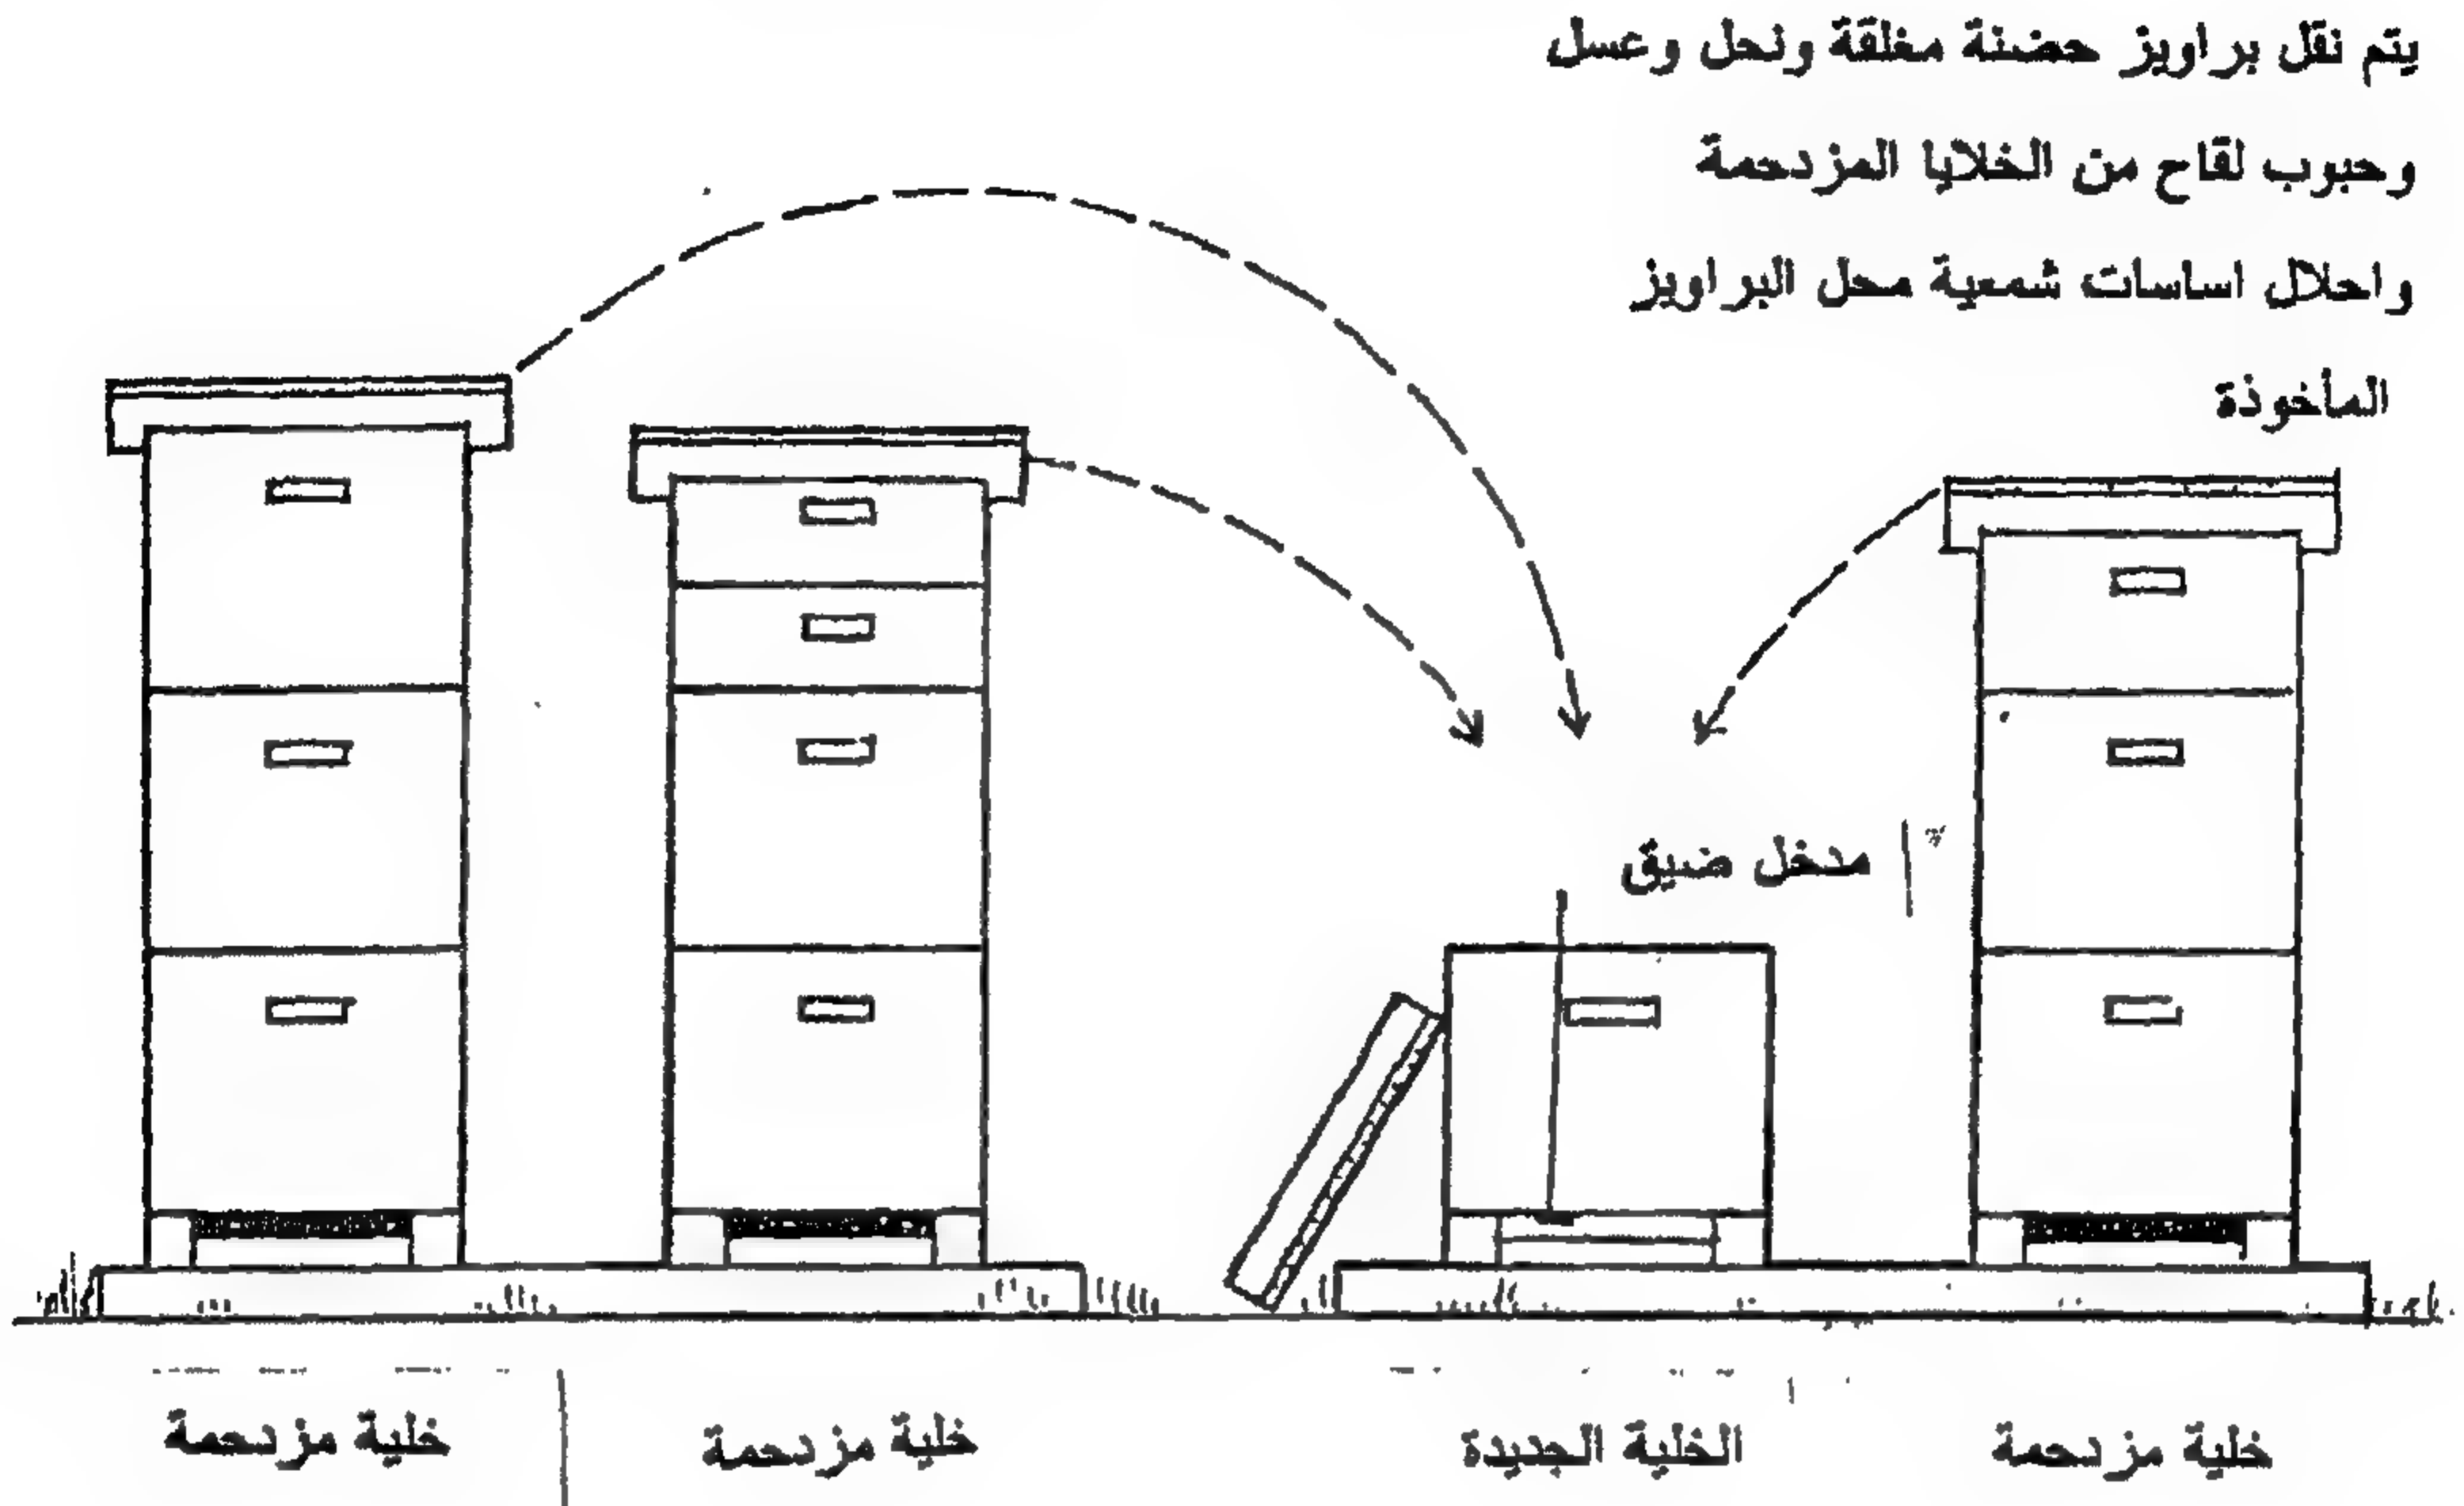 يتم نقل براويز حضنة مغلقة ونحل وعسل
وحبوب لقاح من الخلايا المزدحمة
واحلال اساسات شمعية محل البراويز
المأخوذة
مدخل ضيق
خلية مزدحمة
الخلية الجديدة
خلية مزدحمة
خلية مزدحمة